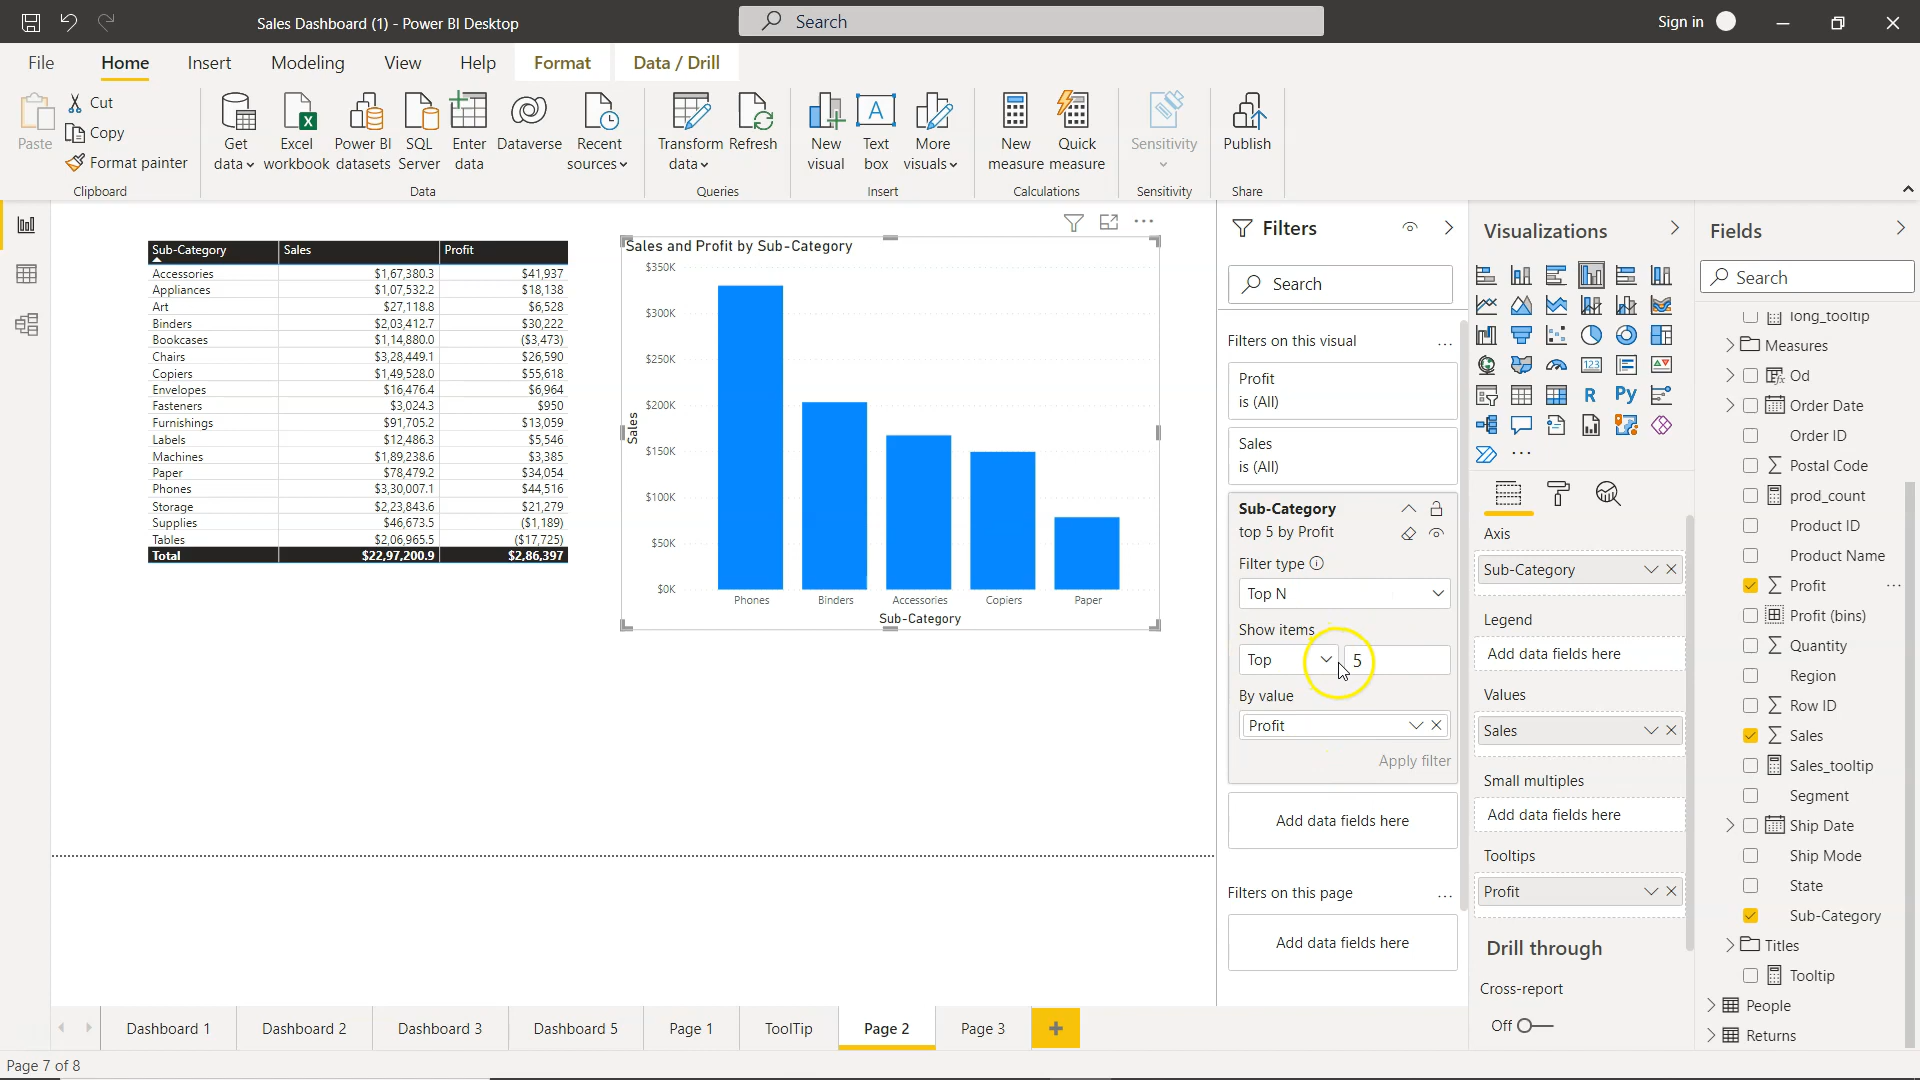 Sales Dashboard (1) - Power BI Desktop
Search
Sign in
File
Home
Insert
Modeling
View
Help
Format
Data / Drill
Paste
Cut
Copy
Format painter
Clipboard
Get data
Excel workbook
Power BI datasets
SQL Server
Enter data
Dataverse
Recent sources
Data
Transform data
Refresh
Queries
New visual
Text box
More visuals
Insert
New measure
Quick measure
Calculations
Sensitivity
Sensitivity
Publish
Share
Sub-Category Sales Profit
Accessories $1,67,380.3 $41,937
Appliances $1,07,532.2 $18,138
Art $27,118.8 $6,528
Binders $2,03,412.7 $30,222
Bookcases $1,14,880.0 ($3,473)
Chairs $3,28,449.1 $26,590
Copiers $1,49,528.0 $55,618
Envelopes $16,476.4 $6,964
Fasteners $3,024.3 $950
Furnishings $91,705.2 $13,059
Labels $12,486.3 $5,546
Machines $1,89,238.6 $3,385
Paper $78,479.2 $34,054
Phones $3,30,007.1 $44,516
Storage $2,23,843.6 $21,279
Supplies $46,673.5 ($1,189)
Tables $2,06,965.5 ($17,725)
Total $22,97,200.9 $2,86,397
Sales and Profit by Sub-Category
$350K
$300K
$250K
$200K
$150K
$100K
$50K
$0K
Sales
Phones Binders Accessories Copiers Paper
Sub-Category
Filters
Search
Filters on this visual
Profit
is (All)
Sales
is (All)
Sub-Category
top 5 by Profit
Filter type
Top N
Show items
Top 5
By value
Profit
Apply filter
Add data fields here
Filters on this page
Add data fields here
Visualizations
R
Py
123
Axis
Sub-Category
Legend
Add data fields here
Values
Sales
Small multiples
Add data fields here
Tooltips
Profit
Drill through
Cross-report
Off
Fields
Search
long_tooltip
Measures
Od
Order Date
Order ID
Postal Code
prod_count
Product ID
Product Name
Profit
Profit (bins)
Quantity
Region
Row ID
Sales
Sales_tooltip
Segment
Ship Date
Ship Mode
State
Sub-Category
Titles
Tooltip
People
Returns
Dashboard 1
Dashboard 2
Dashboard 3
Dashboard 5
Page 1
ToolTip
Page 2
Page 3
Page 7 of 8